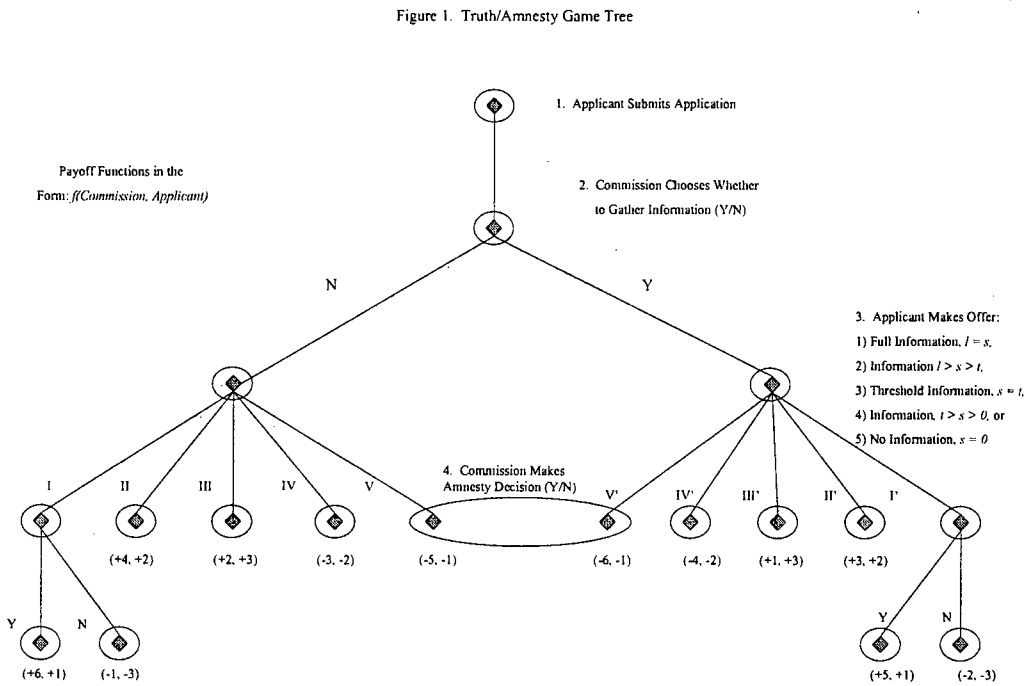 Figure 1. Truth/Amnesty Game Tree
1. Applicant Submits Application
Payoff Functions in the
Form: f(Commission, Applicant)
2. Commission Chooses Whether
to Gather Information (Y/N)
N
Y
3. Applicant Makes Offer:
1) Full Information, l = s,
2) Information l > s > t,
3) Threshold Information, s = t,
4) Information, t > s > 0, or
5) No Information, s = 0
4. Commission Makes
Amnesty Decision (Y/N)
I
II
III
IV
V
V'
IV'
III'
II'
I'
(+4, +2)
(+2, +3)
(-3, -2)
(-5, -1)
(-6, -1)
(-4, -2)
(+1, +3)
(+3, +2)
Y
N
Y
N
(+6, +1)
(-1, -3)
(+5, +1)
(-2, -3)